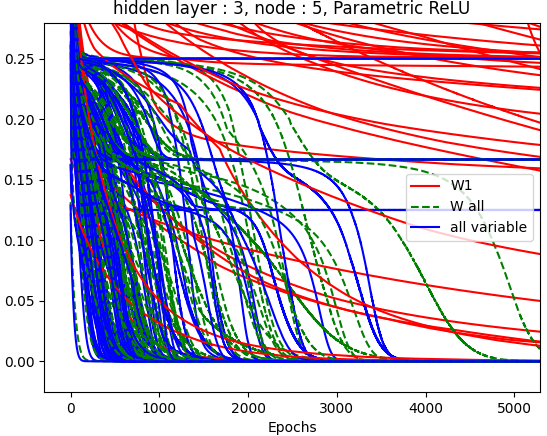 hidden layer : 3, node : 5, Parametric ReLU
0.25
0.20
0.15
0.10
0.05
0.00
W1
W all
all variable
0 1000 2000 3000 4000 5000
Epochs